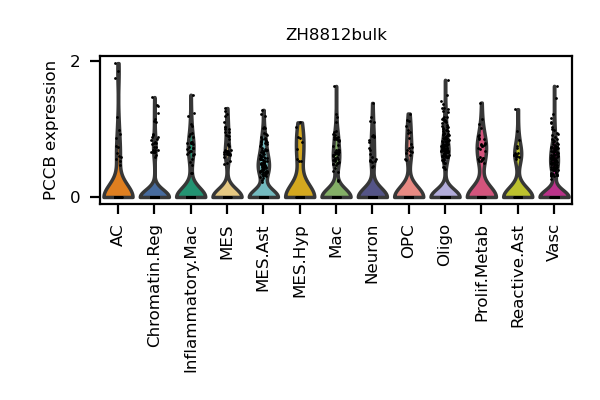 ZH8812bulk
PCCB expression
2
0
AC
Chromatin.Reg
Inflammatory.Mac
MES
MES.Ast
MES.Hyp
Mac
Neuron
OPC
Oligo
Prolif.Metab
Reactive.Ast
Vasc